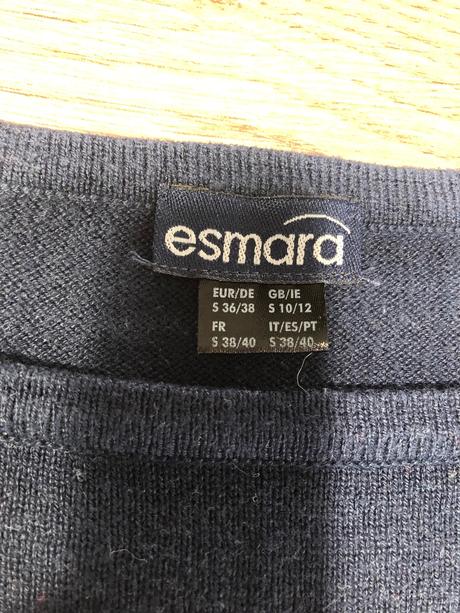 esmara
EUR/DE GB/IE
S 36/38 S 10/12
FR IT/ES/PT
S 38/40 S 38/40